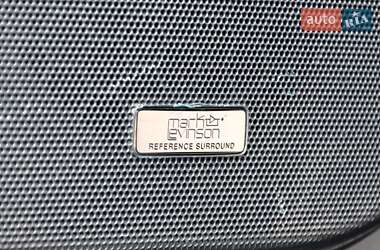 auto RIA
mark
levinson
REFERENCE SURROUND